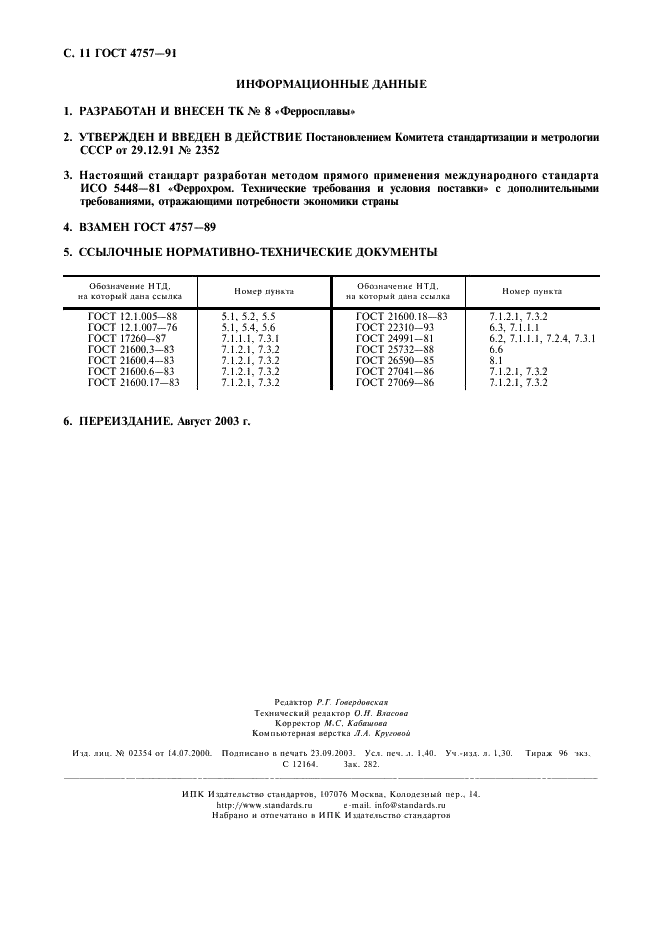 С. 11 ГОСТ 4757—91
ИНФОРМАЦИОННЫЕ ДАННЫЕ
1. РАЗРАБОТАН И ВНЕСЕН ТК № 8 «Ферросплавы»
2. УТВЕРЖДЕН И ВВЕДЕН В ДЕЙСТВИЕ Постановлением Комитета стандартизации и метрологии
СССР от 29.12.91 № 2352
3. Настоящий стандарт разработан методом прямого применения международного стандарта
ИСО 5448—81 «Феррохром. Технические требования и условия поставки» с дополнительными
требованиями, отражающими потребности экономики страны
4. ВЗАМЕН ГОСТ 4757—89
5. ССЫЛОЧНЫЕ НОРМАТИВНО-ТЕХНИЧЕСКИЕ ДОКУМЕНТЫ
Обозначение НТД,
на который дана ссылка
Номер пункта
Обозначение НТД,
на который дана ссылка
Номер пункта
ГОСТ 12.1.005—88 5.1, 5.2, 5.5 ГОСТ 21600.18—83 7.1.2.1, 7.3.2
ГОСТ 12.1.007—76 5.1, 5.4, 5.6 ГОСТ 22310—93 6.3, 7.1.1.1
ГОСТ 17260—87 7.1.1.1, 7.3.1 ГОСТ 24991—81 6.2, 7.1.1.1, 7.2.4, 7.3.1
ГОСТ 21600.3—83 7.1.2.1, 7.3.2 ГОСТ 25732—88 6.6
ГОСТ 21600.4—83 7.1.2.1, 7.3.2 ГОСТ 26590—85 8.1
ГОСТ 21600.6—83 7.1.2.1, 7.3.2 ГОСТ 27041—86 7.1.2.1, 7.3.2
ГОСТ 21600.17—83 7.1.2.1, 7.3.2 ГОСТ 27069—86 7.1.2.1, 7.3.2
6. ПЕРЕИЗДАНИЕ. Август 2003 г.
Редактор Р.Г. Говердовская
Технический редактор О.Н. Власова
Корректор М.С. Кабашова
Компьютерная верстка Л.А. Круговой
Изд. лиц. № 02354 от 14.07.2000. Подписано в печать 23.09.2003. Усл. печ. л. 1,40. Уч.-изд. л. 1,30. Тираж 96 экз.
С 12164. Зак. 282.
ИПК Издательство стандартов, 107076 Москва, Колодезный пер., 14.
http://www.standards.ru e-mail. info@standards.ru
Набрано и отпечатано в ИПК Издательство стандартов